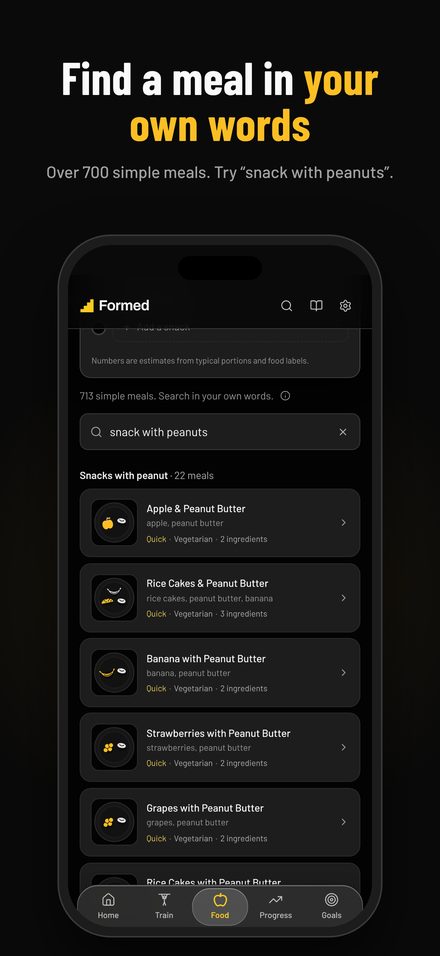 Find a meal in your
own words
Over 700 simple meals. Try “snack with peanuts”.
Formed
Numbers are estimates from typical portions and food labels.
713 simple meals. Search in your own words.
snack with peanuts
Snacks with peanut · 22 meals
Apple & Peanut Butter
apple, peanut butter
Quick · Vegetarian · 2 ingredients
Rice Cakes & Peanut Butter
rice cakes, peanut butter, banana
Quick · Vegetarian · 3 ingredients
Banana with Peanut Butter
banana, peanut butter
Quick · Vegetarian · 2 ingredients
Strawberries with Peanut Butter
strawberries, peanut butter
Quick · Vegetarian · 2 ingredients
Grapes with Peanut Butter
grapes, peanut butter
Quick · Vegetarian · 2 ingredients
Rice Cakes with Peanut Butter
Home Train Food Progress Goals